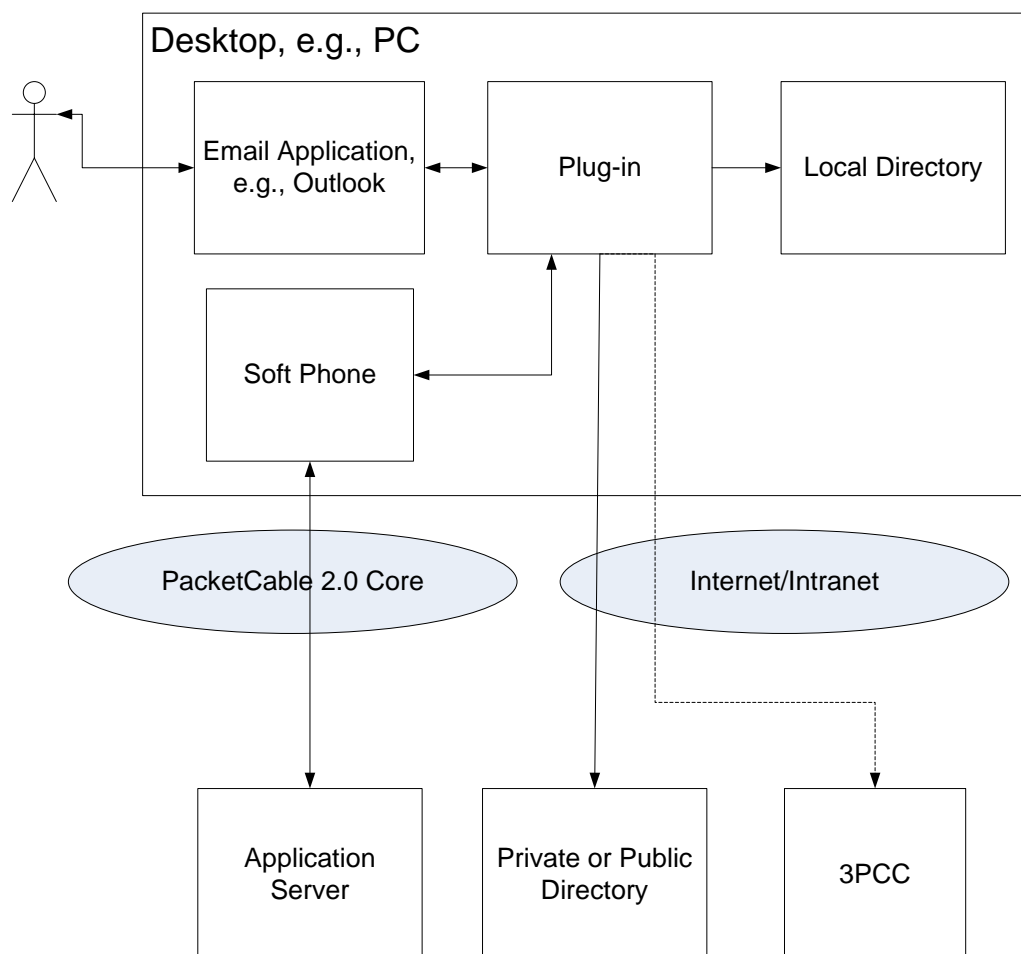 Desktop, e.g., PC
Email Application,
e.g., Outlook
Plug-in
Local Directory
Soft Phone
PacketCable 2.0 Core
Internet/Intranet
Application
Server
Private or Public
Directory
3PCC